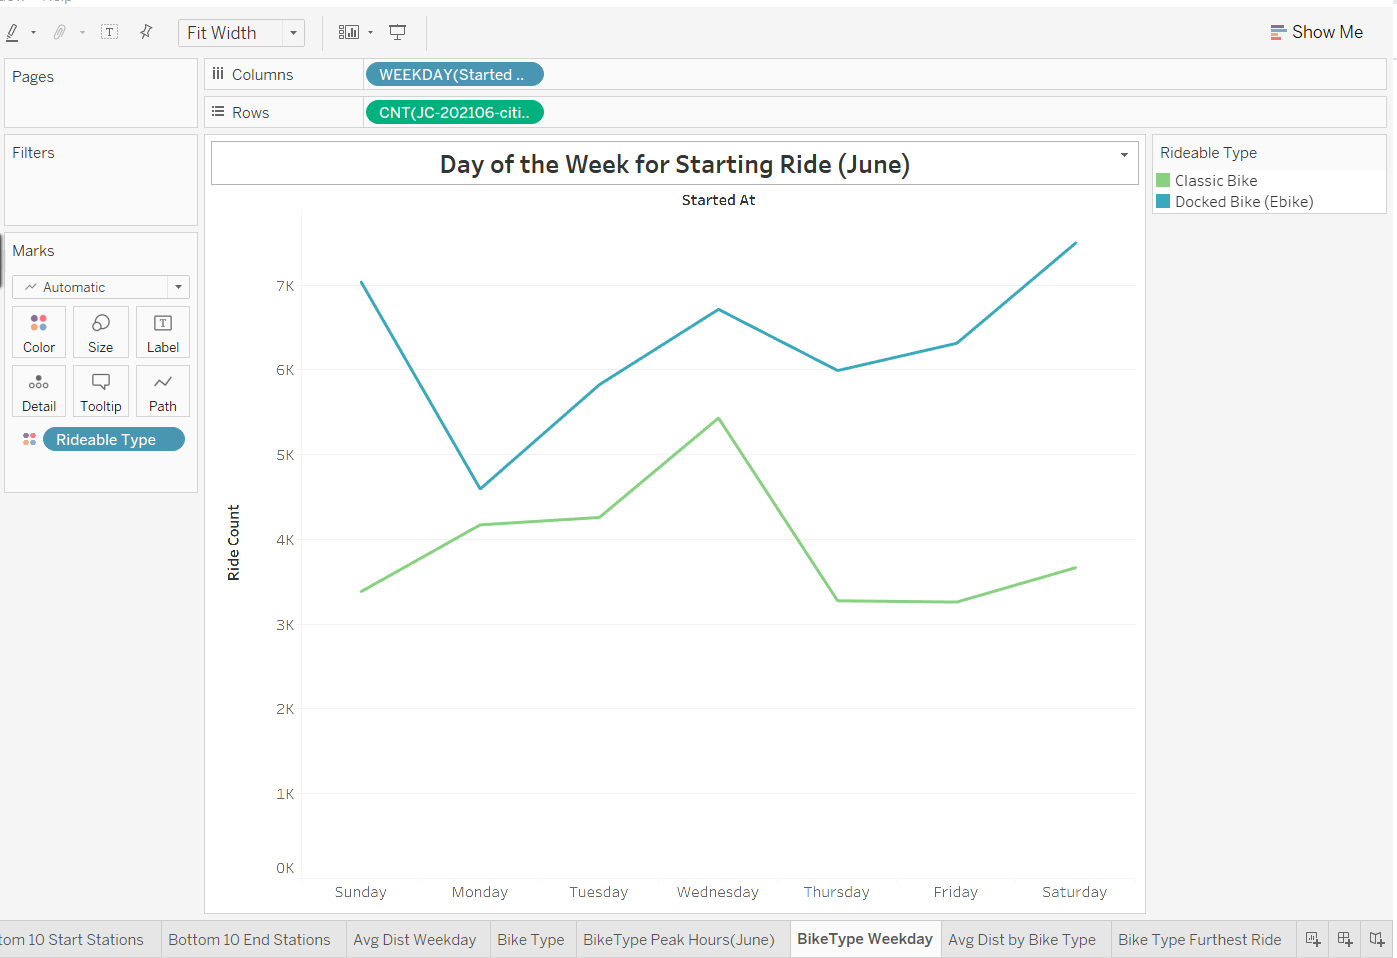 Fit Width
Show Me
Pages
Columns
WEEKDAY(Started ..
Rows
CNT(JC-202106-citi..
Filters
Marks
Automatic
Color
Size
Label
Detail
Tooltip
Path
Rideable Type
Day of the Week for Starting Ride (June)
Started At
Ride Count
7K
6K
5K
4K
3K
2K
1K
0K
Sunday Monday Tuesday Wednesday Thursday Friday Saturday
Rideable Type
Classic Bike
Docked Bike (Ebike)
tom 10 Start Stations
Bottom 10 End Stations
Avg Dist Weekday
Bike Type
BikeType Peak Hours(June)
BikeType Weekday
Avg Dist by Bike Type
Bike Type Furthest Ride